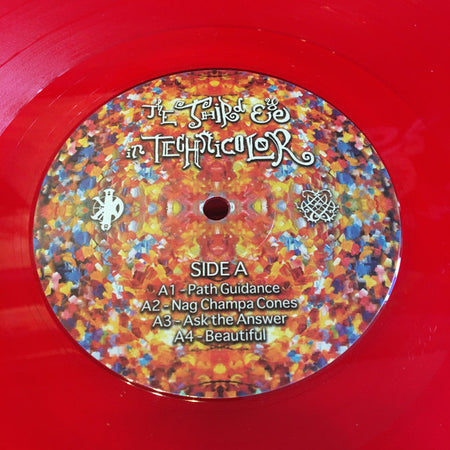 THE THIRD EYE
in TECHNICOLOR
SIDE A
A1 - Path Guidance
A2 - Nag Champa Cones
A3 - Ask the Answer
A4 - Beautiful